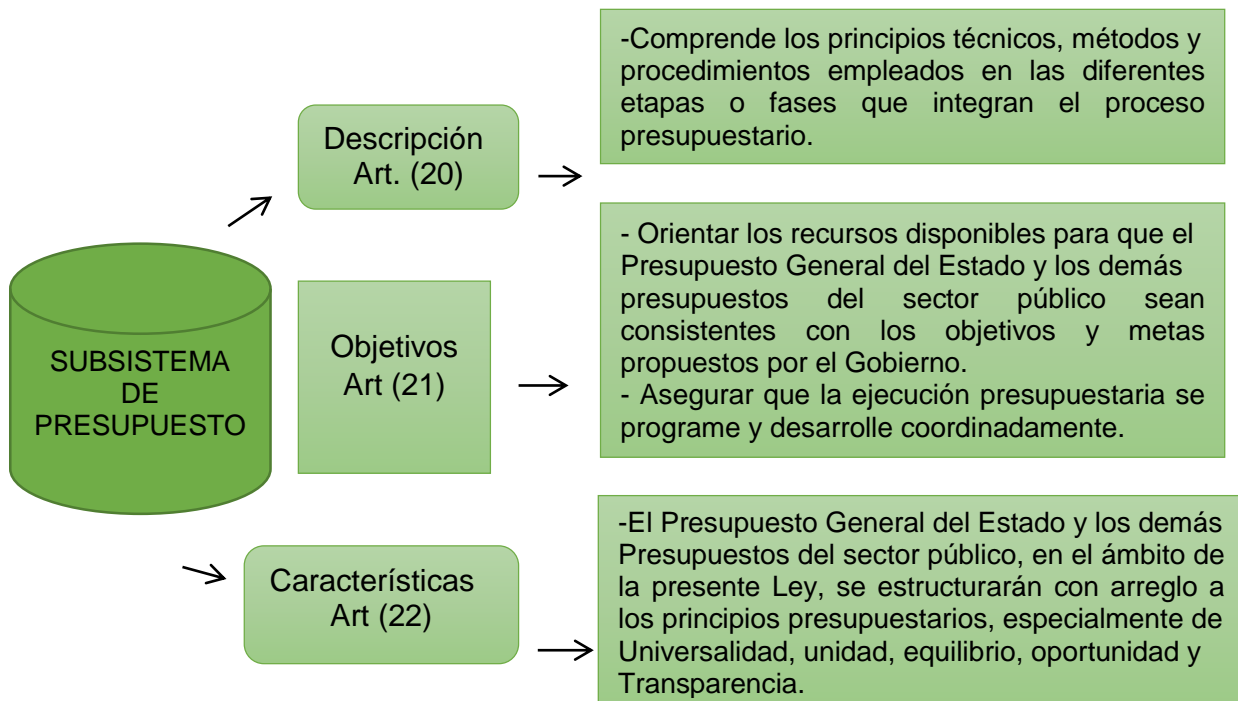 SUBSISTEMA
DE
PRESUPUESTO
Descripción
Art. (20)
-Comprende los principios técnicos, métodos y
procedimientos empleados en las diferentes
etapas o fases que integran el proceso
presupuestario.
Objetivos
Art (21)
- Orientar los recursos disponibles para que el
Presupuesto General del Estado y los demás
presupuestos del sector público sean
consistentes con los objetivos y metas
propuestos por el Gobierno.
- Asegurar que la ejecución presupuestaria se
programe y desarrolle coordinadamente.
Características
Art (22)
-El Presupuesto General del Estado y los demás
Presupuestos del sector público, en el ámbito de
la presente Ley, se estructurarán con arreglo a
los principios presupuestarios, especialmente de
Universalidad, unidad, equilibrio, oportunidad y
Transparencia.